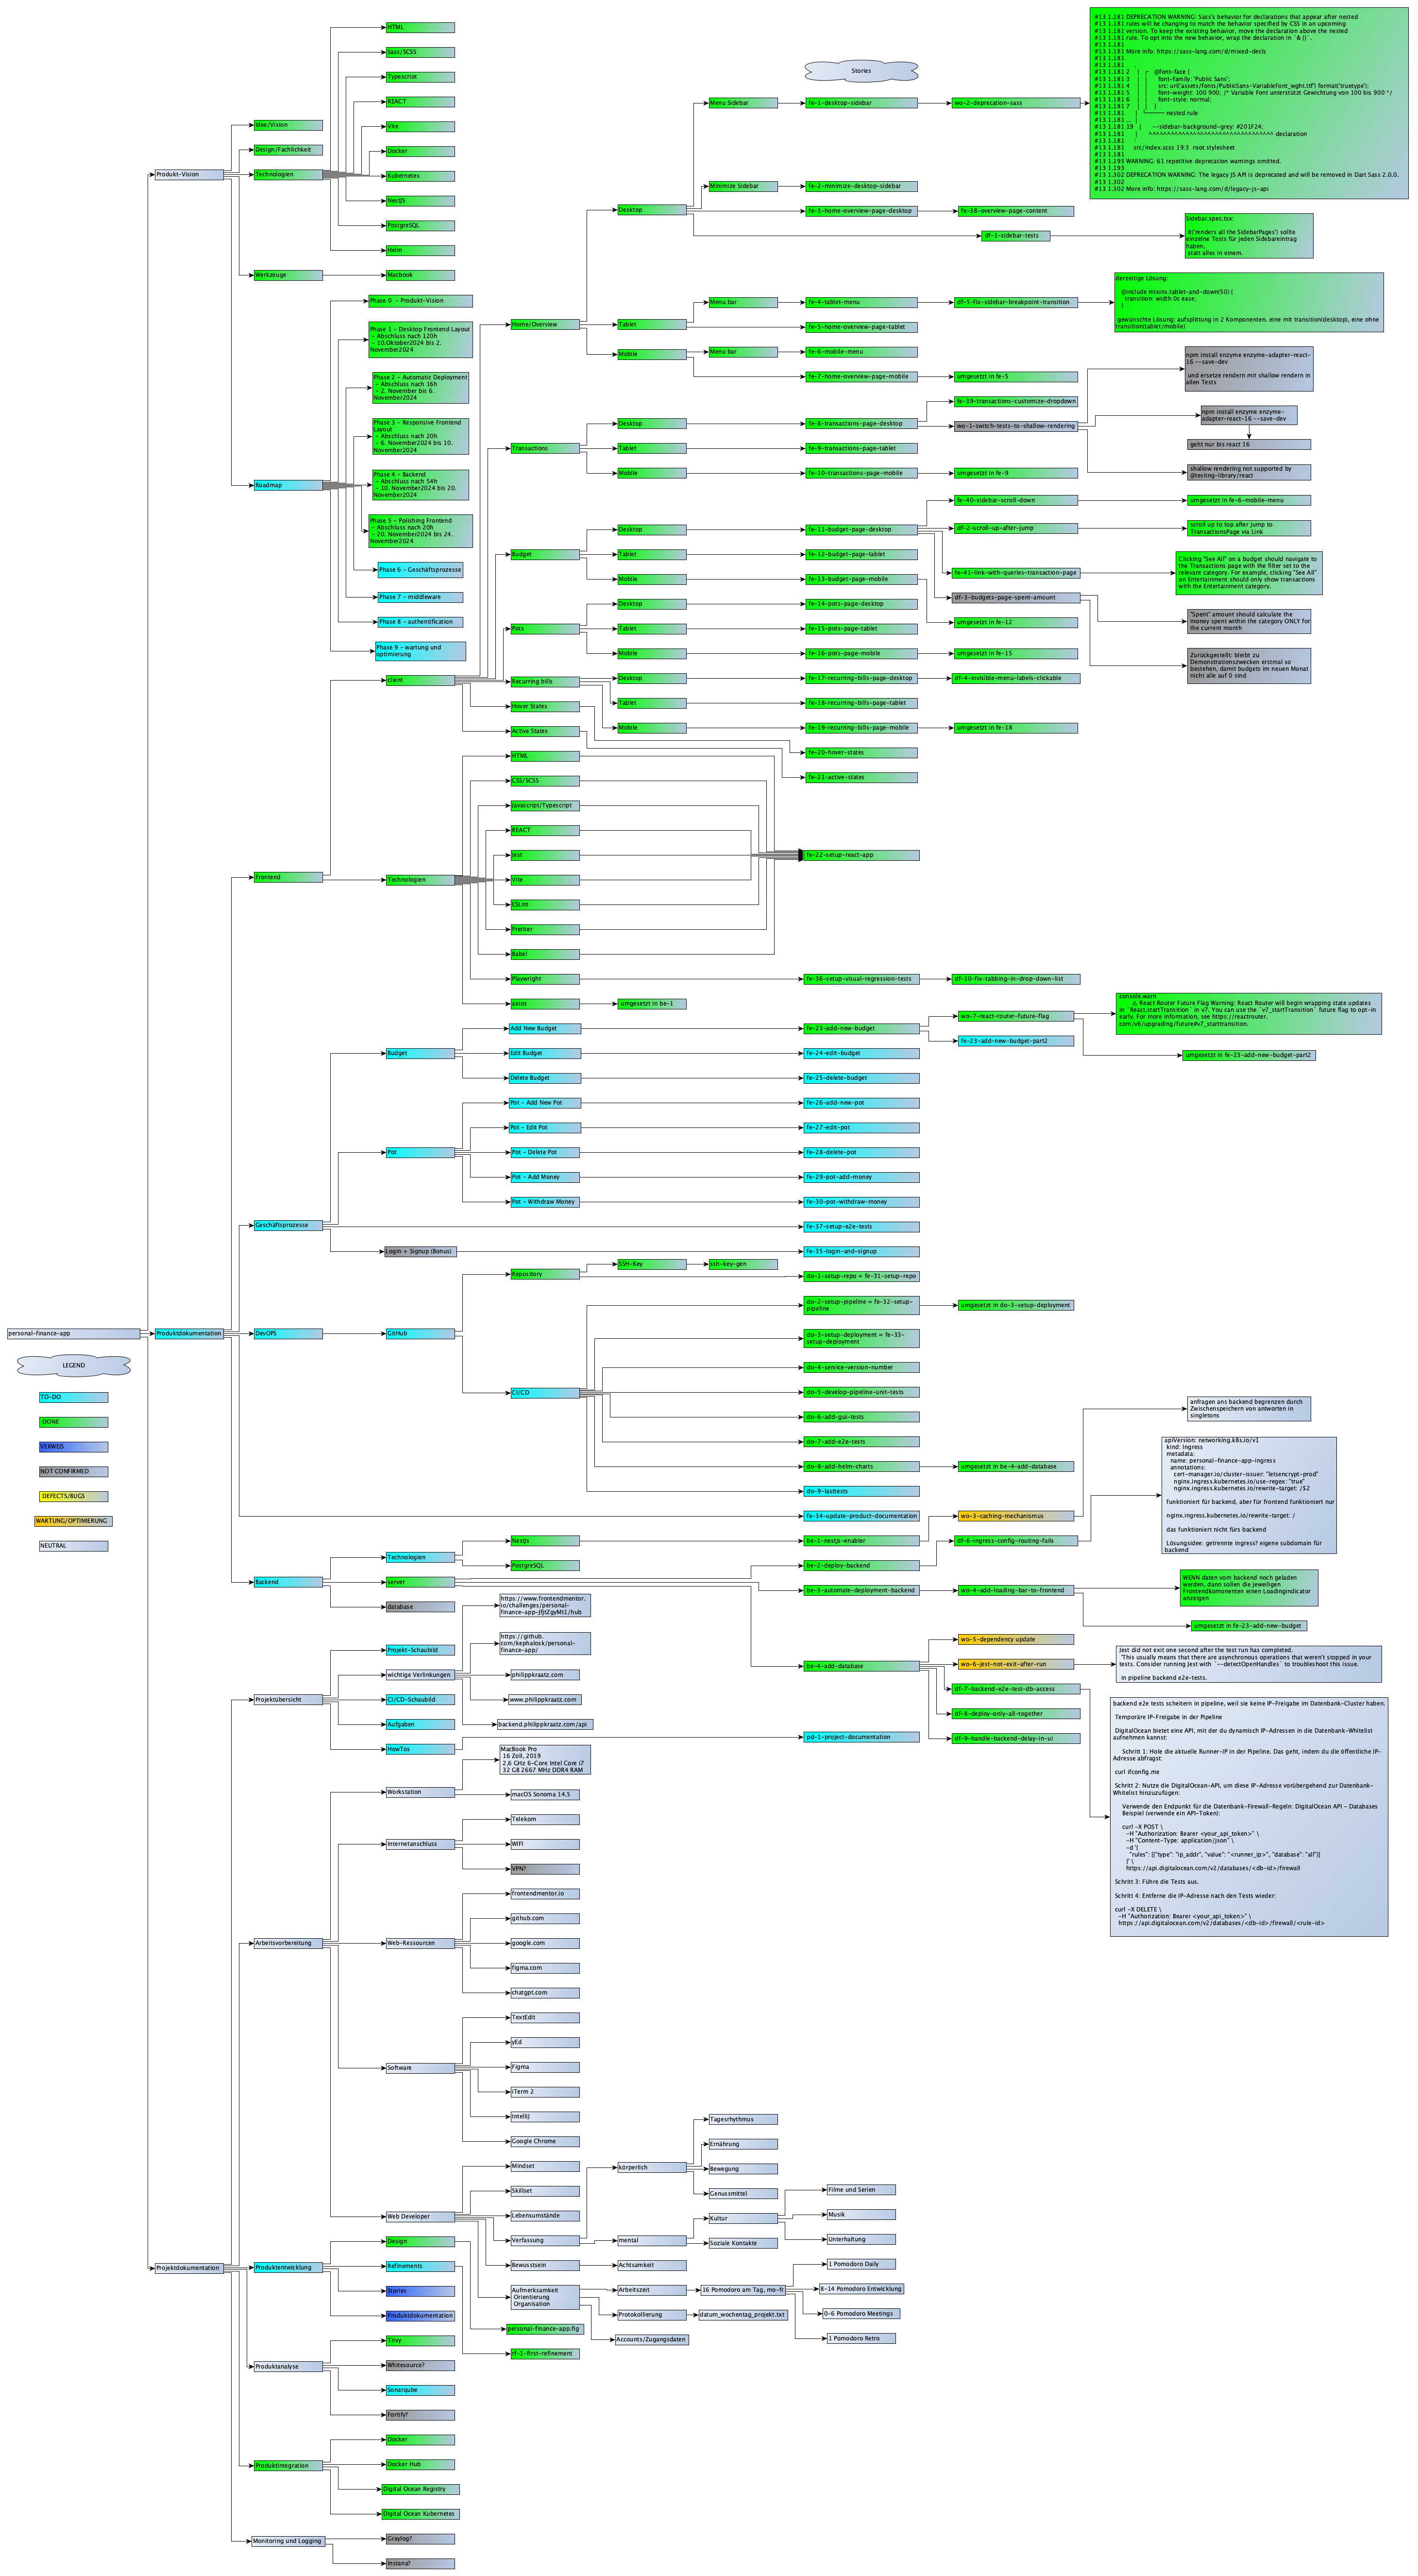 HTML
Sass/SCSS
Typescriot
REACT
Vite
Docker
Kubernetes
NestJS
PostgreSQL
Helm
Macbook
Idee/Vision
Design/Fachlichkeit
Technologien
Werkzeuge
Produkt-Vision
Stories
#13 1.181 DEPRECATION WARNING: Sass's behavior for declarations that appear after nested
#13 1.181 rules will be changing to match the behavior specified by CSS in an upcoming
#13 1.181 version. To keep the existing behavior, move the declaration above the nested
#13 1.181 rule. To opt into the new behavior, wrap the declaration in `& {}`.
#13 1.181
#13 1.181 More info: https://sass-lang.com/d/mixed-decls
#13 1.181
#13 1.181
#13 1.181 2 | ┌ @font-face {
#13 1.181 3 | | font-family: 'Public Sans';
#13 1.181 4 | | src: url("assets/fonts/PublicSans-VariableFont_wght.ttf") format("truetype");
#13 1.181 5 | | font-weight: 100 900; /* Variable Font unterstützt Gewichtung von 100 bis 900 */
#13 1.181 6 | | font-style: normal;
#13 1.181 7 | | }
#13 1.181 | └──── nested rule
#13 1.181 ... |
#13 1.181 19 | --sidebar-background-grey: #201F24;
#13 1.181 | ^^^^^^^^^^^^^^^^^^^^^^^^^^^^^^^^^^ declaration
#13 1.181
#13 1.181 src/index.scss 19:3 root stylesheet
#13 1.181
#13 1.193 WARNING: 61 repetitive deprecation warnings omitted.
#13 1.193
#13 1.302 DEPRECATION WARNING: The legacy JS API is deprecated and will be removed in Dart Sass 2.0.0.
#13 1.302
#13 1.302 More info: https://sass-lang.com/d/legacy-js-api
Menu Sidebar
fe-1-desktop-sidebar
wo-2-deprecation-sass
Minimize Sidebar
fe-2-minimize-desktop-sidebar
Desktop
fe-3-home-overview-page-desktop
fe-38-overview-page-content
df-1-sidebar-tests
Sidebar.spec.tsx:
it('renders all the SidebarPages') sollte
einzelne Tests für jeden Sidebareintrag
haben,
statt alles in einem.
Home/Overview
Tablet
Menu bar
fe-4-tablet-menu
df-5-fix-sidebar-breakpoint-transition
derzeitige Lösung:
@include mixins.tablet-and-down(50) {
transition: width 0s ease;
}
gewünschte Lösung: aufsplittung in 2 Komponenten. eine mit transition(desktop), eine ohne
transition(tablet/mobile)
fe-5-home-overview-page-tablet
Mobile
Menu bar
fe-6-mobile-menu
fe-7-home-overview-page-mobile
umgesetzt in fe-5
npm install enzyme enzyme-adapter-react-
16 --save-dev
und ersetze rendern mit shallow rendern in
allen Tests
Roadmap
Phase 0 - Produkt-Vision
Phase 1 - Desktop Frontend Layout
- Abschluss nach 120h
- 10.Oktober2024 bis 2.
November2024
Phase 2 - Automatic Deployment
- Abschluss nach 16h
- 2. November bis 6.
November2024
Phase 3 - Responsive Frontend
Layout
- Abschluss nach 20h
- 6. November2024 bis 10.
November2024
Phase 4 - Backend
- Abschluss nach 54h
- 10. November2024 bis 20.
November2024
Phase 5 - Polishing Frontend
- Abschluss nach 20h
- 20. November2024 bis 24.
November2024
Phase 6 - Geschäftsprozesse
Phase 7 - middleware
Phase 8 - authentification
Phase 9 - wartung und
optimierung
Transactions
Desktop
fe-8-transactions-page-desktop
fe-39-transactions-customize-dropdown
wo-1-switch-tests-to-shallow-rendering
npm install enzyme enzyme-
adapter-react-16 --save-dev
geht nur bis react 16
shallow rendering not supported by
@testing-library/react
Tablet
fe-9-transactions-page-tablet
Mobile
fe-10-transactions-page-mobile
umgesetzt in fe-9
Budget
Desktop
fe-11-budget-page-desktop
fe-40-sidebar-scroll-down
umgesetzt in fe-6-mobile-menu
df-2-scroll-up-after-jump
scroll up to top after jump to
TransactionsPage via Link
Tablet
fe-12-budget-page-tablet
fe-41-link-with-queries-transaction-page
Clicking "See All" on a budget should navigate to
the Transactions page with the filter set to the
relevant category. For example, clicking "See All"
on Entertainment should only show transactions
with the Entertainment category.
Mobile
fe-13-budget-page-mobile
df-3-budgets-page-spent-amount
"Spent" amount should calculate the
money spent within the category ONLY for
the current month
umgesetzt in fe-12
Zurückgestellt: bleibt zu
Demonstrationszwecken erstmal so
bestehen, damit budgets im neuen Monat
nicht alle auf 0 sind
Pots
Desktop
fe-14-pots-page-desktop
Tablet
fe-15-pots-page-tablet
Mobile
fe-16-pots-page-mobile
umgesetzt in fe-15
client
Recurring bills
Desktop
fe-17-recurring-bills-page-desktop
df-4-invisible-menu-labels-clickable
Tablet
fe-18-recurring-bills-page-tablet
Mobile
fe-19-recurring-bills-page-mobile
umgesetzt in fe-18
Hover States
fe-20-hover-states
Active States
fe-21-active-states
Frontend
Technologien
HTML
CSS/SCSS
Javascript/Typescript
REACT
Jest
Vite
ESLint
Prettier
Babel
fe-22-setup-react-app
Playwright
fe-36-setup-visual-regression-tests
df-10-fix-tabbing-in-drop-down-list
axios
umgesetzt in be-1
Budget
Add New Budget
fe-23-add-new-budget
wo-7-react-router-future-flag
console.warn
⚠ React Router Future Flag Warning: React Router will begin wrapping state updates
in `React.startTransition` in v7. You can use the `v7_startTransition` future flag to opt-in
early. For more information, see https://reactrouter.
com/v6/upgrading/future#v7_starttransition.
fe-23-add-new-budget-part2
umgesetzt in fe-23-add-new-budget-part2
Edit Budget
fe-24-edit-budget
Delete Budget
fe-25-delete-budget
Pot
Pot - Add New Pot
fe-26-add-new-pot
Pot - Edit Pot
fe-27-edit-pot
Pot - Delete Pot
fe-28-delete-pot
Pot - Add Money
fe-29-pot-add-money
Pot - Withdraw Money
fe-30-pot-withdraw-money
Geschäftsprozesse
fe-37-setup-e2e-tests
Login + Signup (Bonus)
fe-35-login-and-signup
Repository
SSH-Key
ssh-key-gen
do-1-setup-repo = fe-31-setup-repo
personal-finance-app
Produktdokumentation
DevOPS
GitHub
CI/CD
do-2-setup-pipeline = fe-32-setup-
pipeline
umgesetzt in do-3-setup-deployment
do-3-setup-deployment = fe-33-
setup-deployment
do-4-service-version-number
do-5-develop-pipeline-unit-tests
do-6-add-gui-tests
do-7-add-e2e-tests
do-8-add-helm-charts
umgesetzt in be-4-add-database
do-9-lasttests
fe-34-update-product-documentation
LEGEND
TO-DO
DONE
VERWEIS
NOT CONFIRMED
DEFECTS/BUGS
WARTUNG/OPTIMIERUNG
NEUTRAL
anfragen ans backend begrenzen durch
Zwischenspeichern von antworten in
singletons
apiVersion: networking.k8s.io/v1
kind: Ingress
metadata:
name: personal-finance-app-ingress
annotations:
cert-manager.io/cluster-issuer: "letsencrypt-prod"
nginx.ingress.kubernetes.io/use-regex: "true"
nginx.ingress.kubernetes.io/rewrite-target: /$2
funktioniert für backend, aber für frontend funktioniert nur
nginx.ingress.kubernetes.io/rewrite-target: /
das funktioniert nicht fürs backend
Lösungsidee: getrennte ingress? eigene subdomain für
backend
Backend
Technologien
NestJs
be-1-nestjs-enabler
wo-3-caching-mechanismus
df-6-ingress-config-routing-fails
PostgreSQL
be-2-deploy-backend
server
be-3-automate-deployment-backend
wo-4-add-loading-bar-to-frontend
WENN daten vom backend noch geladen
werden, dann sollen die jeweiligen
Frontendkomonenten einen Loadingindicator
anzeigen
umgesetzt in fe-23-add-new-budget
database
be-4-add-database
wo-5-dependency update
wo-6-jest-not-exit-after-run
Jest did not exit one second after the test run has completed.
'This usually means that there are asynchronous operations that weren't stopped in your
tests. Consider running Jest with `--detectOpenHandles` to troubleshoot this issue.
in pipeline backend e2e-tests.
df-7-backend-e2e-test-db-access
df-8-deploy-only-all-together
df-9-handle-backend-delay-in-ui
backend e2e tests scheitern in pipeline, weil sie keine IP-Freigabe im Datenbank-Cluster haben.
Temporäre IP-Freigabe in der Pipeline
DigitalOcean bietet eine API, mit der du dynamisch IP-Adressen in die Datenbank-Whitelist
aufnehmen kannst:
Schritt 1: Hole die aktuelle Runner-IP in der Pipeline. Das geht, indem du die öffentliche IP-
Adresse abfragst:
curl ifconfig.me
Schritt 2: Nutze die DigitalOcean-API, um diese IP-Adresse vorübergehend zur Datenbank-
Whitelist hinzuzufügen:
Verwende den Endpunkt für die Datenbank-Firewall-Regeln: DigitalOcean API - Databases
Beispiel (verwende ein API-Token):
curl -X POST \
-H "Authorization: Bearer <your_api_token>" \
-H "Content-Type: application/json" \
-d '{
"rules": [{"type": "ip_addr", "value": "<runner_ip>", "database": "all"}]
}' \
https://api.digitalocean.com/v2/databases/<db-id>/firewall
Schritt 3: Führe die Tests aus.
Schritt 4: Entferne die IP-Adresse nach den Tests wieder:
curl -X DELETE \
-H "Authorization: Bearer <your_api_token>" \
https://api.digitalocean.com/v2/databases/<db-id>/firewall/<rule-id>
Projektübersicht
Projekt-Schaubild
wichtige Verlinkungen
https://www.frontendmentor.
io/challenges/personal-
finance-app-JfjtZgyMt1/hub
https://github.
com/kephalosk/personal-
finance-app/
philippkraatz.com
www.philippkraatz.com
backend.philippkraatz.com/api
CI/CD-Schaubild
Aufgaben
HowTos
pd-1-project-documentation
Arbeitsvorbereitung
Workstation
MacBook Pro
16 Zoll, 2019
2,6 GHz 6-Core Intel Core i7
32 GB 2667 MHz DDR4 RAM
macOS Sonoma 14.5
Internetanschluss
Telekom
WIFI
VPN?
Web-Ressourcen
frontendmentor.io
github.com
google.com
figma.com
chatgpt.com
Software
TextEdit
yEd
Figma
iTerm 2
IntelliJ
Google Chrome
Web Developer
Mindset
Skillset
Lebensumstände
Verfassung
körperlich
Tagesrhythmus
Ernährung
Bewegung
Genussmittel
mental
Kultur
Filme und Serien
Musik
Unterhaltung
Soziale Kontakte
Bewusstsein
Achtsamkeit
Aufmerksamkeit
Orientierung
Organisation
Arbeitszeit
16 Pomodoro am Tag, mo-fr
1 Pomodoro Daily
8-14 Pomodoro Entwicklung
0-6 Pomodoro Meetings
1 Pomodoro Retro
Protokollierung
datum_wochentag_projekt.txt
Accounts/Zugangsdaten
Projektdokumentation
Produktentwicklung
Design
Refinements
Stories
Produktdokumentation
personal-finance-app.fig
rf-1-first-refinement
Produktanalyse
Trivy
Whitesource?
Sonarqube
Fortify?
Produktintegration
Docker
Docker Hub
Digital Ocean Registry
Digital Ocean Kubernetes
Monitoring und Logging
Graylog?
Instana?